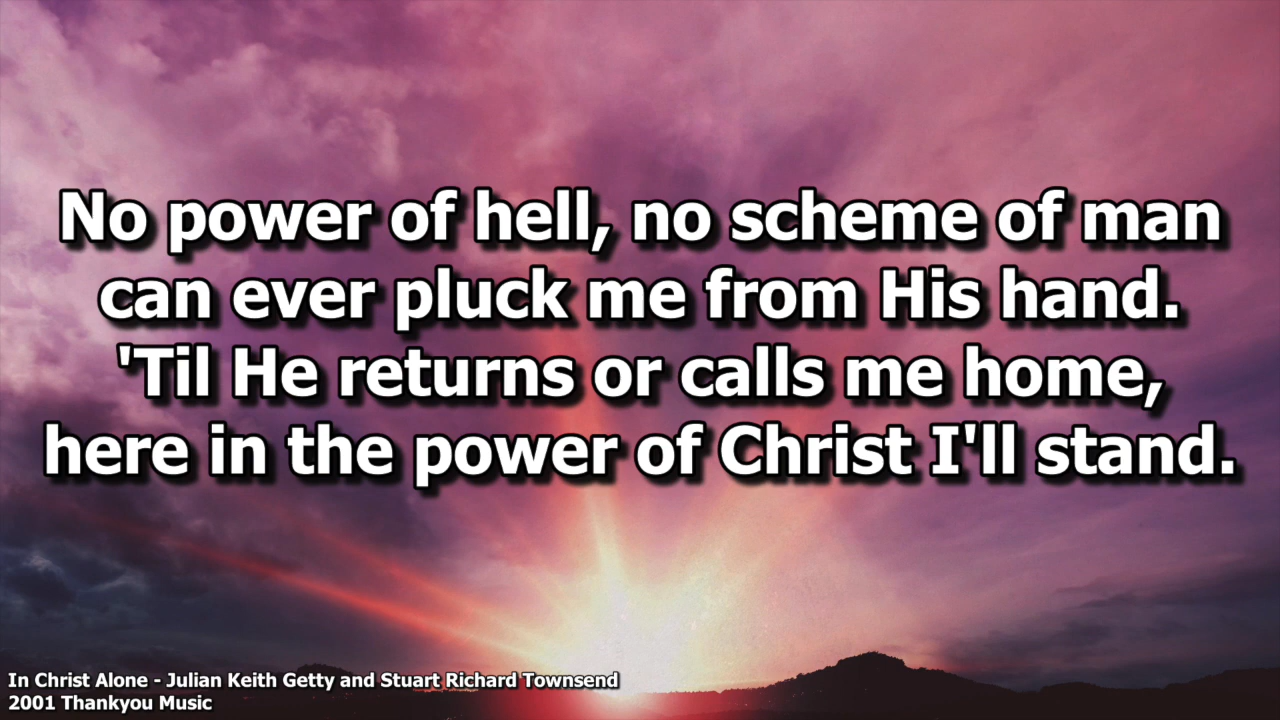 No power of hell, no scheme of man
can ever pluck me from His hand.
'Til He returns or calls me home,
here in the power of Christ I'll stand.
In Christ Alone - Julian Keith Getty and Stuart Richard Townsend
2001 Thankyou Music